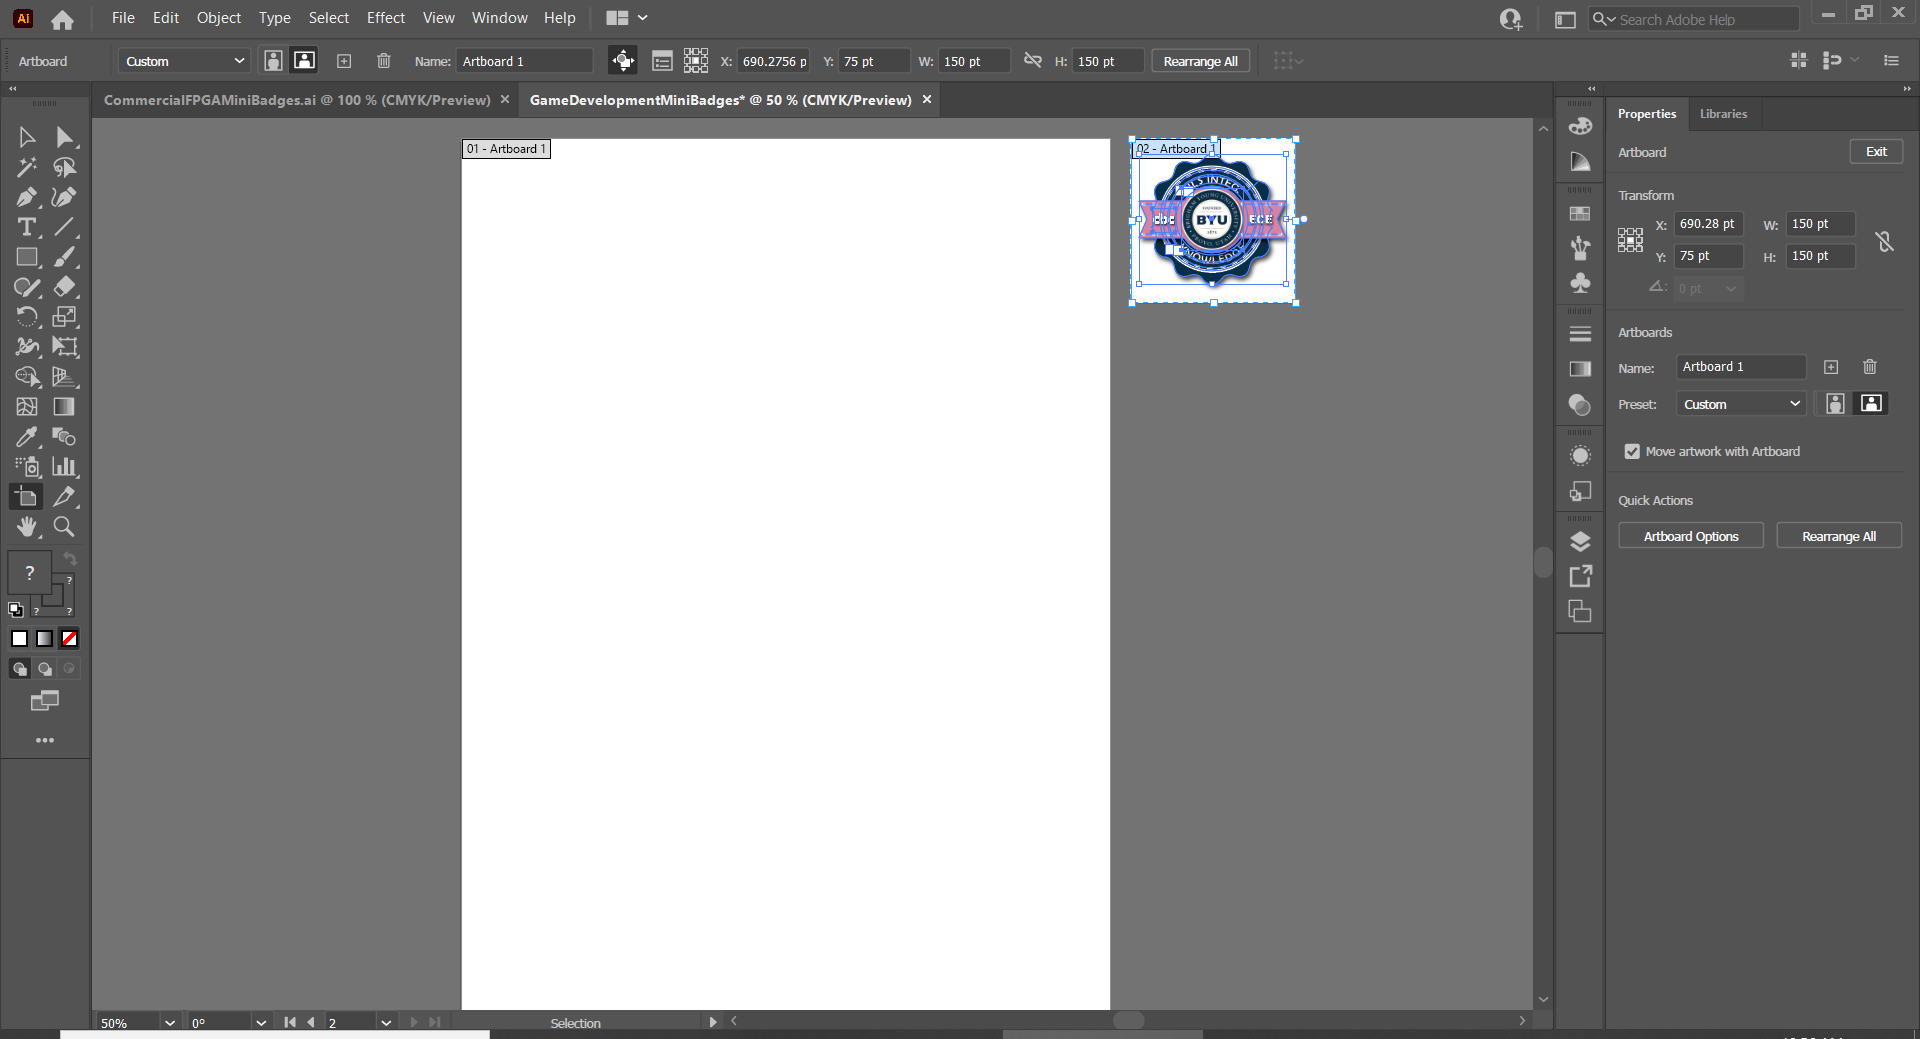 Ai File Edit Object Type Select Effect View Window Help Search Adobe Help
Artboard Custom Name: Artboard 1 X: 690.2756 p Y: 75 pt W: 150 pt H: 150 pt Rearrange All
CommercialFPGAMiniBadges.ai @ 100 % (CMYK/Preview) × GameDevelopmentMiniBadges* @ 50 % (CMYK/Preview) ×
Properties Libraries
01 - Artboard 1
02 - Artboard 1
Artboard Exit
Transform
X: 690.28 pt W: 150 pt
Y: 75 pt H: 150 pt
0 pt
BYU
ECE
Artboards
Name: Artboard 1
Preset: Custom
Move artwork with Artboard
Quick Actions
Artboard Options Rearrange All
?
?
? ?
50% 0° 2 Selection